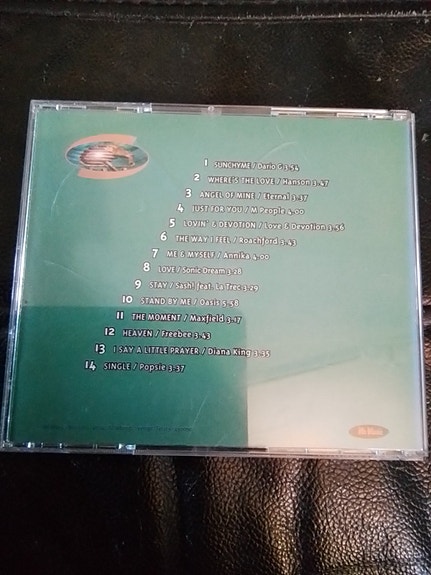 1 SUNCHYME / Dario G 3.54
2 WHERE'S THE LOVE / Hanson 3.47
3 ANGEL OF MINE / Eternal 3.37
4 JUST FOR YOU / M People 4.00
5 LOVIN' & DEVOTION / Love & Devotion 3.56
6 THE WAY I FEEL / Roachford 3.43
7 ME & MYSELF / Annika 4.00
8 LOVE / Sonic Dream 3.28
9 STAY / Sash! feat. La Trec 3.29
10 STAND BY ME / Oasis 5.58
11 THE MOMENT / Maxfield 3.17
12 HEAVEN / Freebee 3.43
13 I SAY A LITTLE PRAYER / Diana King 3.35
14 SINGLE / Popsie 3.37
Mr Music